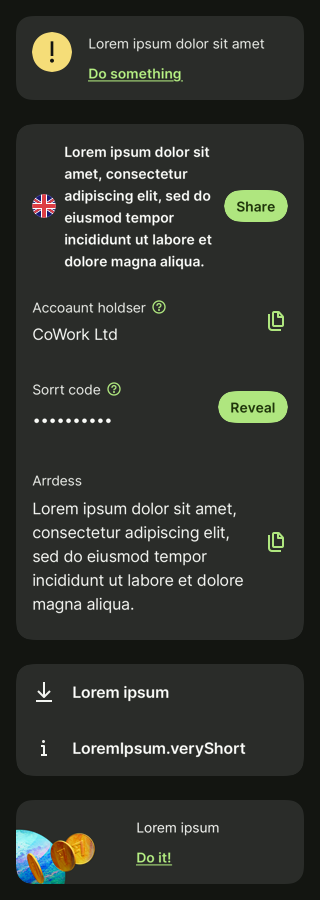 Lorem ipsum dolor sit amet
Do something
Lorem ipsum dolor sit
amet, consectetur
adipiscing elit, sed do
eiusmod tempor
incididunt ut labore et
dolore magna aliqua.
Share
Accoaunt holdser
CoWork Ltd
Sorrt code
••••••••••
Reveal
Arrdess
Lorem ipsum dolor sit amet,
consectetur adipiscing elit,
sed do eiusmod tempor
incididunt ut labore et dolore
magna aliqua.
Lorem ipsum
LoremIpsum.veryShort
Lorem ipsum
Do it!